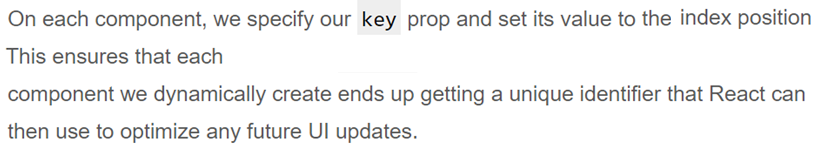 On each component, we specify our key prop and set its value to the index position
This ensures that each
component we dynamically create ends up getting a unique identifier that React can
then use to optimize any future UI updates.